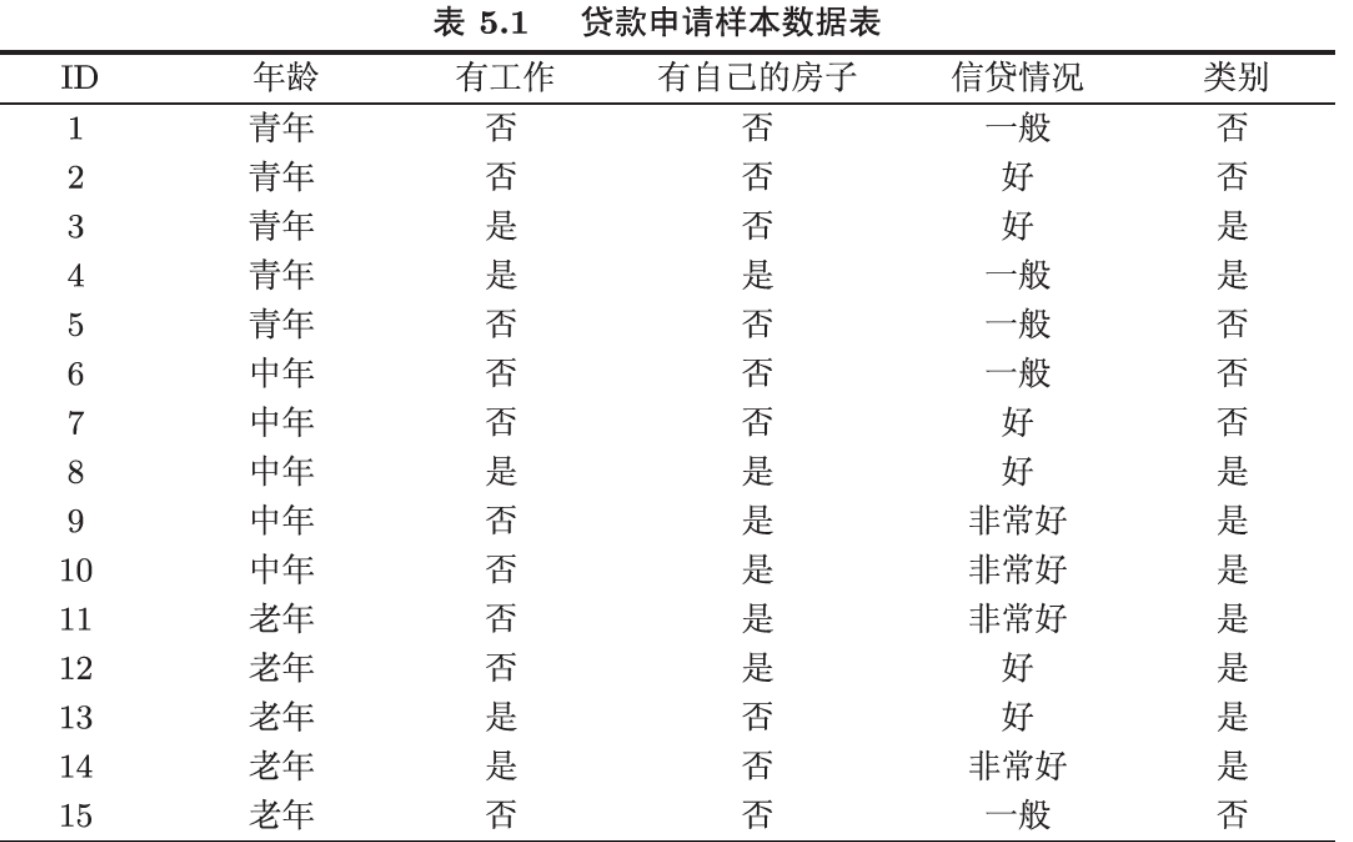 表 5.1 贷款申请样本数据表
ID 年龄 有工作 有自己的房子 信贷情况 类别
1 青年 否 否 一般 否
2 青年 否 否 好 否
3 青年 是 否 好 是
4 青年 是 是 一般 是
5 青年 否 否 一般 否
6 中年 否 否 一般 否
7 中年 否 否 好 否
8 中年 是 是 好 是
9 中年 否 是 非常好 是
10 中年 否 是 非常好 是
11 老年 否 是 非常好 是
12 老年 否 是 好 是
13 老年 是 否 好 是
14 老年 是 否 非常好 是
15 老年 否 否 一般 否